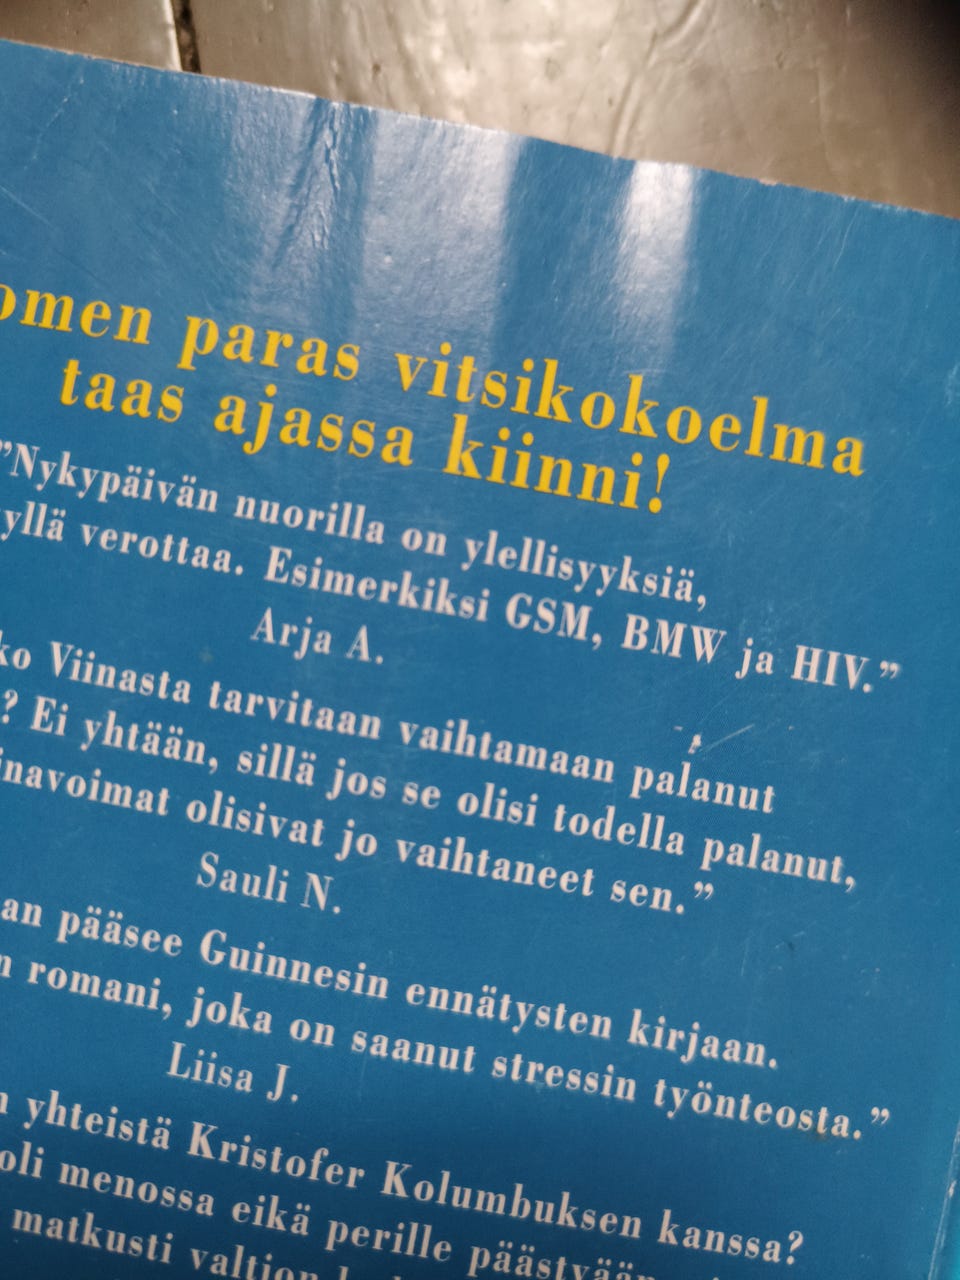 omen paras vitsikokoelma
taas ajassa kiinni!
”Nykypäivän nuorilla on ylellisyyksiä,
yllä verottaa. Esimerkiksi GSM, BMW ja HIV.”
Arja A.
ko Viinasta tarvitaan vaihtamaan palanut
? Ei yhtään, sillä jos se olisi todella palanut,
inavoimat olisivat jo vaihtaneet sen.”
Sauli N.
an pääsee Guinnesin ennätysten kirjaan.
n romani, joka on saanut stressin työnteosta.”
Liisa J.
n yhteistä Kristofer Kolumbuksen kanssa?
oli menossa eikä perille päästyään
matkusti valtion